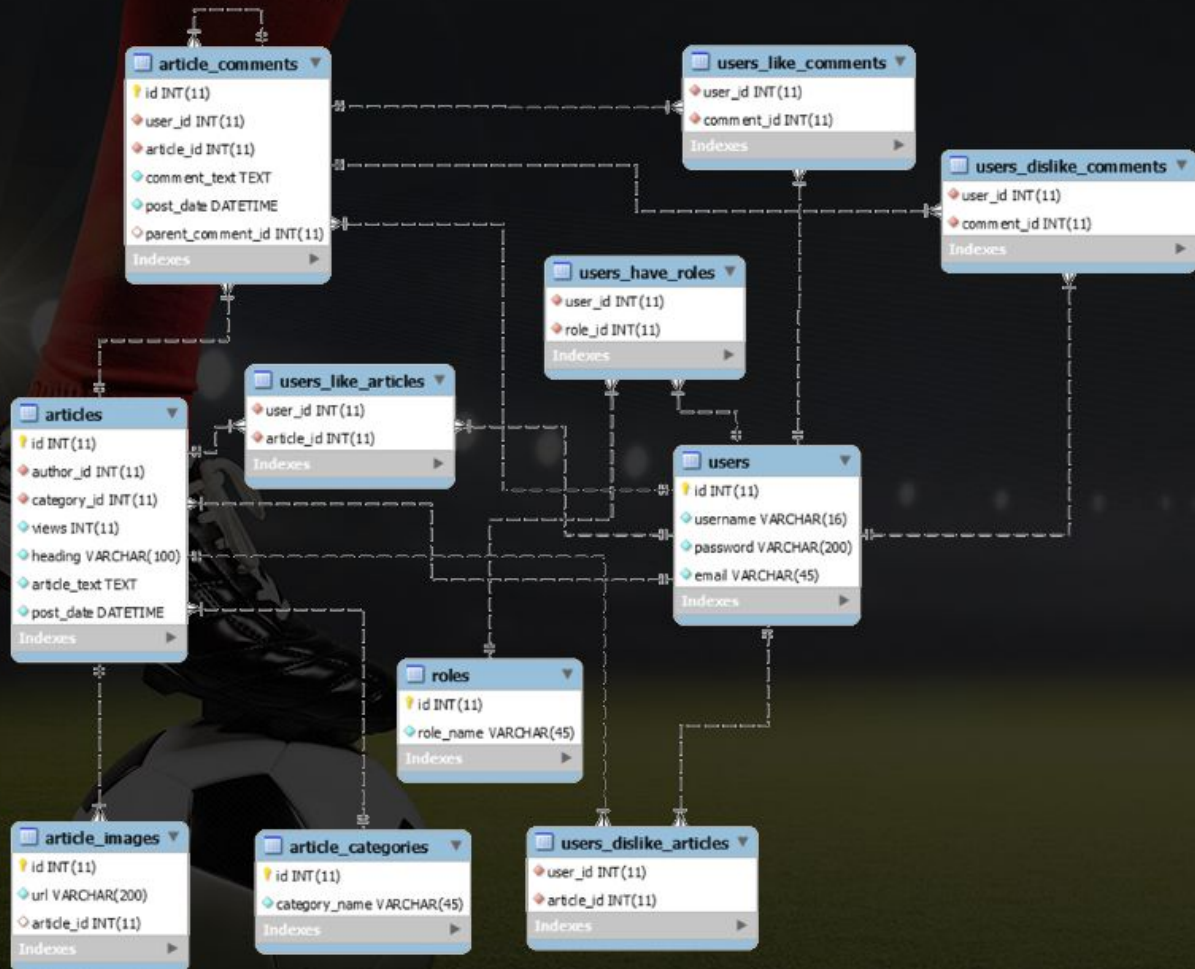 article_comments
id INT(11)
user_id INT(11)
article_id INT(11)
comment_text TEXT
post_date DATETIME
parent_comment_id INT(11)
Indexes
users_like_comments
user_id INT(11)
comment_id INT(11)
Indexes
users_dislike_comments
user_id INT(11)
comment_id INT(11)
Indexes
users_have_roles
user_id INT(11)
role_id INT(11)
Indexes
users_like_articles
user_id INT(11)
article_id INT(11)
Indexes
articles
id INT(11)
author_id INT(11)
category_id INT(11)
views INT(11)
heading VARCHAR(100)
article_text TEXT
post_date DATETIME
Indexes
users
id INT(11)
username VARCHAR(16)
password VARCHAR(200)
email VARCHAR(45)
Indexes
roles
id INT(11)
role_name VARCHAR(45)
Indexes
article_images
id INT(11)
url VARCHAR(200)
article_id INT(11)
Indexes
article_categories
id INT(11)
category_name VARCHAR(45)
Indexes
users_dislike_articles
user_id INT(11)
article_id INT(11)
Indexes